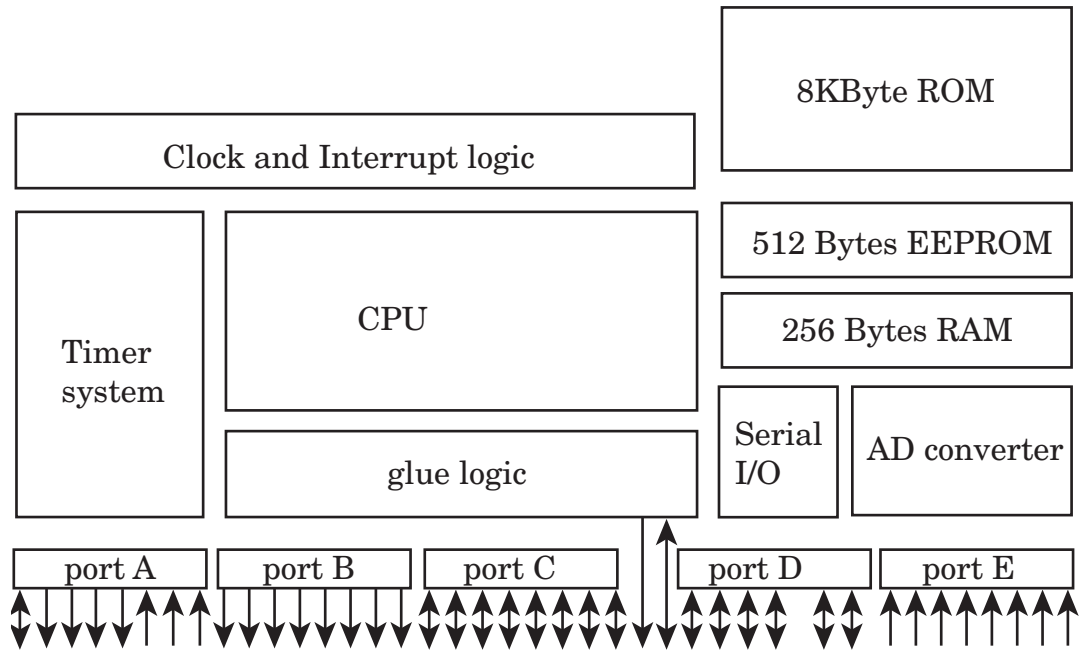 8KByte ROM
Clock and Interrupt logic
512 Bytes EEPROM
CPU
256 Bytes RAM
Timer
system
Serial
I/O
AD converter
glue logic
port A
port B
port C
port D
port E